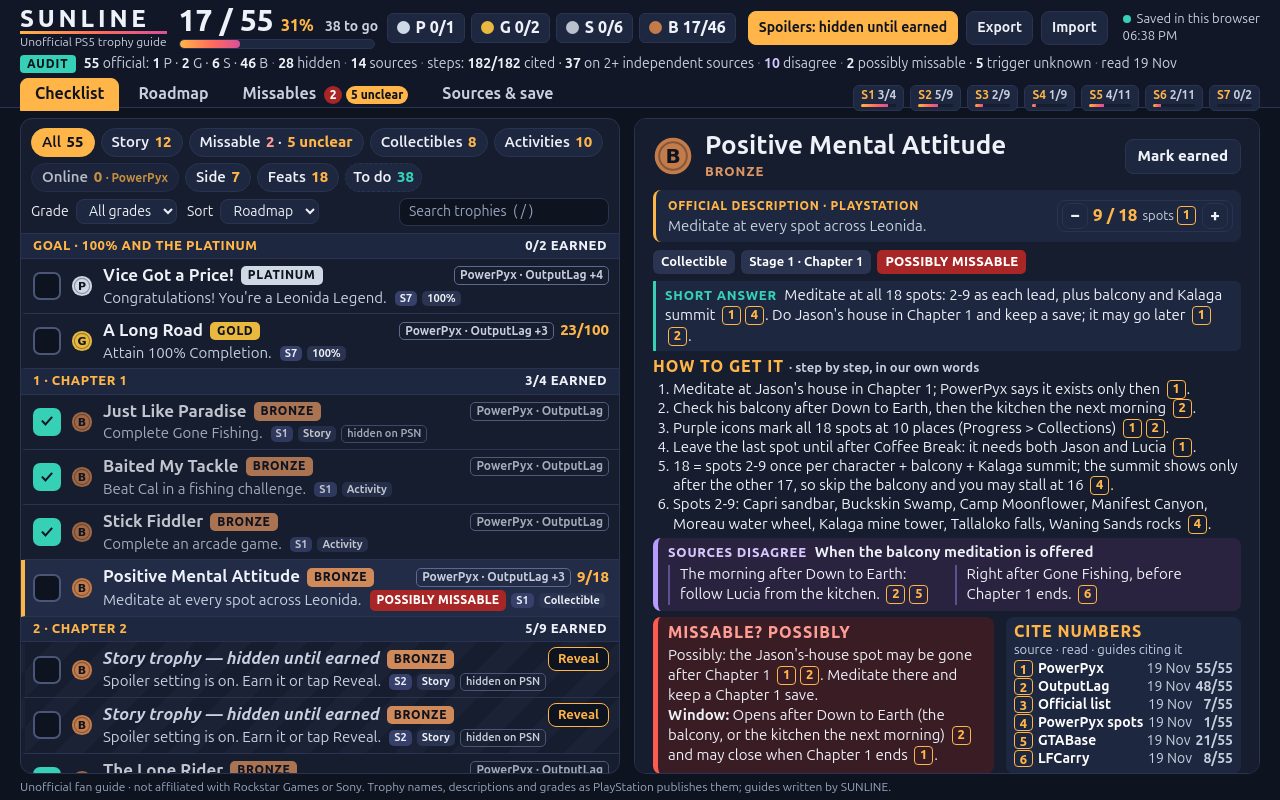 SUNLINE
Unofficial PS5 trophy guide
17 / 55 31% 38 to go
P 0/1
G 0/2
S 0/6
B 17/46
Spoilers: hidden until earned
Export
Import
Saved in this browser
06:38 PM
AUDIT 55 official: 1 P · 2 G · 6 S · 46 B · 28 hidden · 14 sources · steps: 182/182 cited · 37 on 2+ independent sources · 10 disagree · 2 possibly missable · 5 trigger unknown · read 19 Nov
Checklist
Roadmap
Missables 2 5 unclear
Sources & save
S1 3/4
S2 5/9
S3 2/9
S4 1/9
S5 4/11
S6 2/11
S7 0/2
All 55
Story 12
Missable 2 · 5 unclear
Collectibles 8
Activities 10
Online 0 · PowerPyx
Side 7
Feats 18
To do 38
Grade All grades Sort Roadmap Search trophies (/)
GOAL · 100% AND THE PLATINUM 0/2 EARNED
P Vice Got a Price! PLATINUM PowerPyx · OutputLag +4
Congratulations! You're a Leonida Legend. S7 100%
G A Long Road GOLD PowerPyx · OutputLag +3 23/100
Attain 100% Completion. S7 100%
1 · CHAPTER 1 3/4 EARNED
B Just Like Paradise BRONZE PowerPyx · OutputLag
Complete Gone Fishing. S1 Story hidden on PSN
B Baited My Tackle BRONZE PowerPyx · OutputLag
Beat Cal in a fishing challenge. S1 Activity
B Stick Fiddler BRONZE PowerPyx · OutputLag
Complete an arcade game. S1 Activity
B Positive Mental Attitude BRONZE PowerPyx · OutputLag +3 9/18
Meditate at every spot across Leonida. POSSIBLY MISSABLE S1 Collectible
2 · CHAPTER 2 5/9 EARNED
B Story trophy — hidden until earned BRONZE Reveal
Spoiler setting is on. Earn it or tap Reveal. S2 Story hidden on PSN
B Story trophy — hidden until earned BRONZE Reveal
Spoiler setting is on. Earn it or tap Reveal. S2 Story hidden on PSN
The Lone Rider BRONZE PowerPyx · OutputLag
B Positive Mental Attitude
BRONZE
Mark earned
OFFICIAL DESCRIPTION · PLAYSTATION
Meditate at every spot across Leonida.
− 9 / 18 spots 1 +
Collectible
Stage 1 · Chapter 1
POSSIBLY MISSABLE
SHORT ANSWER Meditate at all 18 spots: 2-9 as each lead, plus balcony and Kalaga
summit 1 4. Do Jason's house in Chapter 1 and keep a save; it may go later 1
2.
HOW TO GET IT · step by step, in our own words
1. Meditate at Jason's house in Chapter 1; PowerPyx says it exists only then 1.
2. Check his balcony after Down to Earth, then the kitchen the next morning 2.
3. Purple icons mark all 18 spots at 10 places (Progress > Collections) 1 2.
4. Leave the last spot until after Coffee Break: it needs both Jason and Lucia 1.
5. 18 = spots 2-9 once per character + balcony + Kalaga summit; the summit shows only
after the other 17, so skip the balcony and you may stall at 16 4.
6. Spots 2-9: Capri sandbar, Buckskin Swamp, Camp Moonflower, Manifest Canyon,
Moreau water wheel, Kalaga mine tower, Tallaloko falls, Waning Sands rocks 4.
SOURCES DISAGREE When the balcony meditation is offered
The morning after Down to Earth:
follow Lucia from the kitchen. 2 5
Right after Gone Fishing, before
Chapter 1 ends. 6
MISSABLE? POSSIBLY
Possibly: the Jason's-house spot may be gone
after Chapter 1 1 2. Meditate there and
keep a Chapter 1 save.
Window: Opens after Down to Earth (the
balcony, or the kitchen the next morning) 2
and may close when Chapter 1 ends 1.
CITE NUMBERS
source · read · guides citing it
1 PowerPyx 19 Nov 55/55
2 OutputLag 19 Nov 48/55
3 Official list 19 Nov 7/55
4 PowerPyx spots 19 Nov 1/55
5 GTABase 19 Nov 21/55
6 LFCarry 19 Nov 8/55
Unofficial fan guide · not affiliated with Rockstar Games or Sony. Trophy names, descriptions and grades as PlayStation publishes them; guides written by SUNLINE.